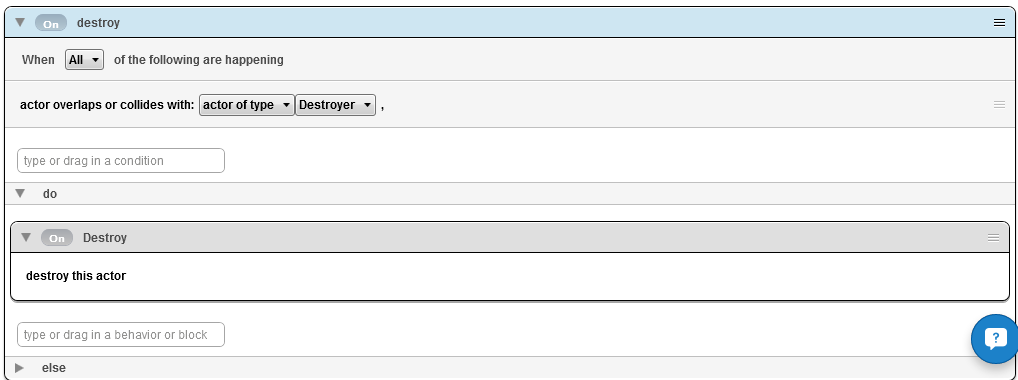 On destroy
When All of the following are happening
actor overlaps or collides with: actor of type Destroyer ,
type or drag in a condition
do
On Destroy
destroy this actor
type or drag in a behavior or block
?
else